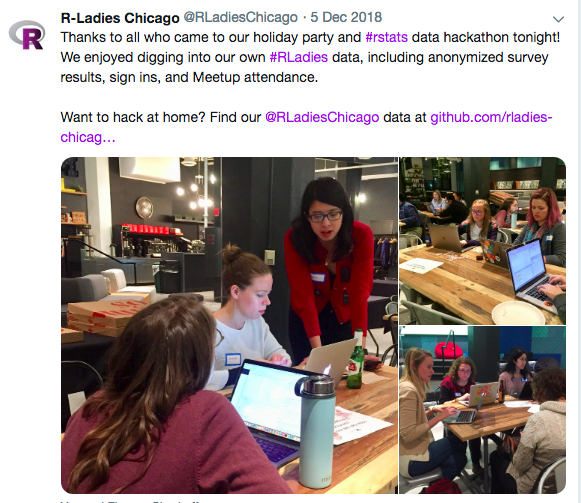 R-Ladies Chicago @RLadiesChicago · 5 Dec 2018
Thanks to all who came to our holiday party and #rstats data hackathon tonight!
We enjoyed digging into our own #RLadies data, including anonymized survey
results, sign ins, and Meetup attendance.
Want to hack at home? Find our @RLadiesChicago data at github.com/rladies-
chicag…
R